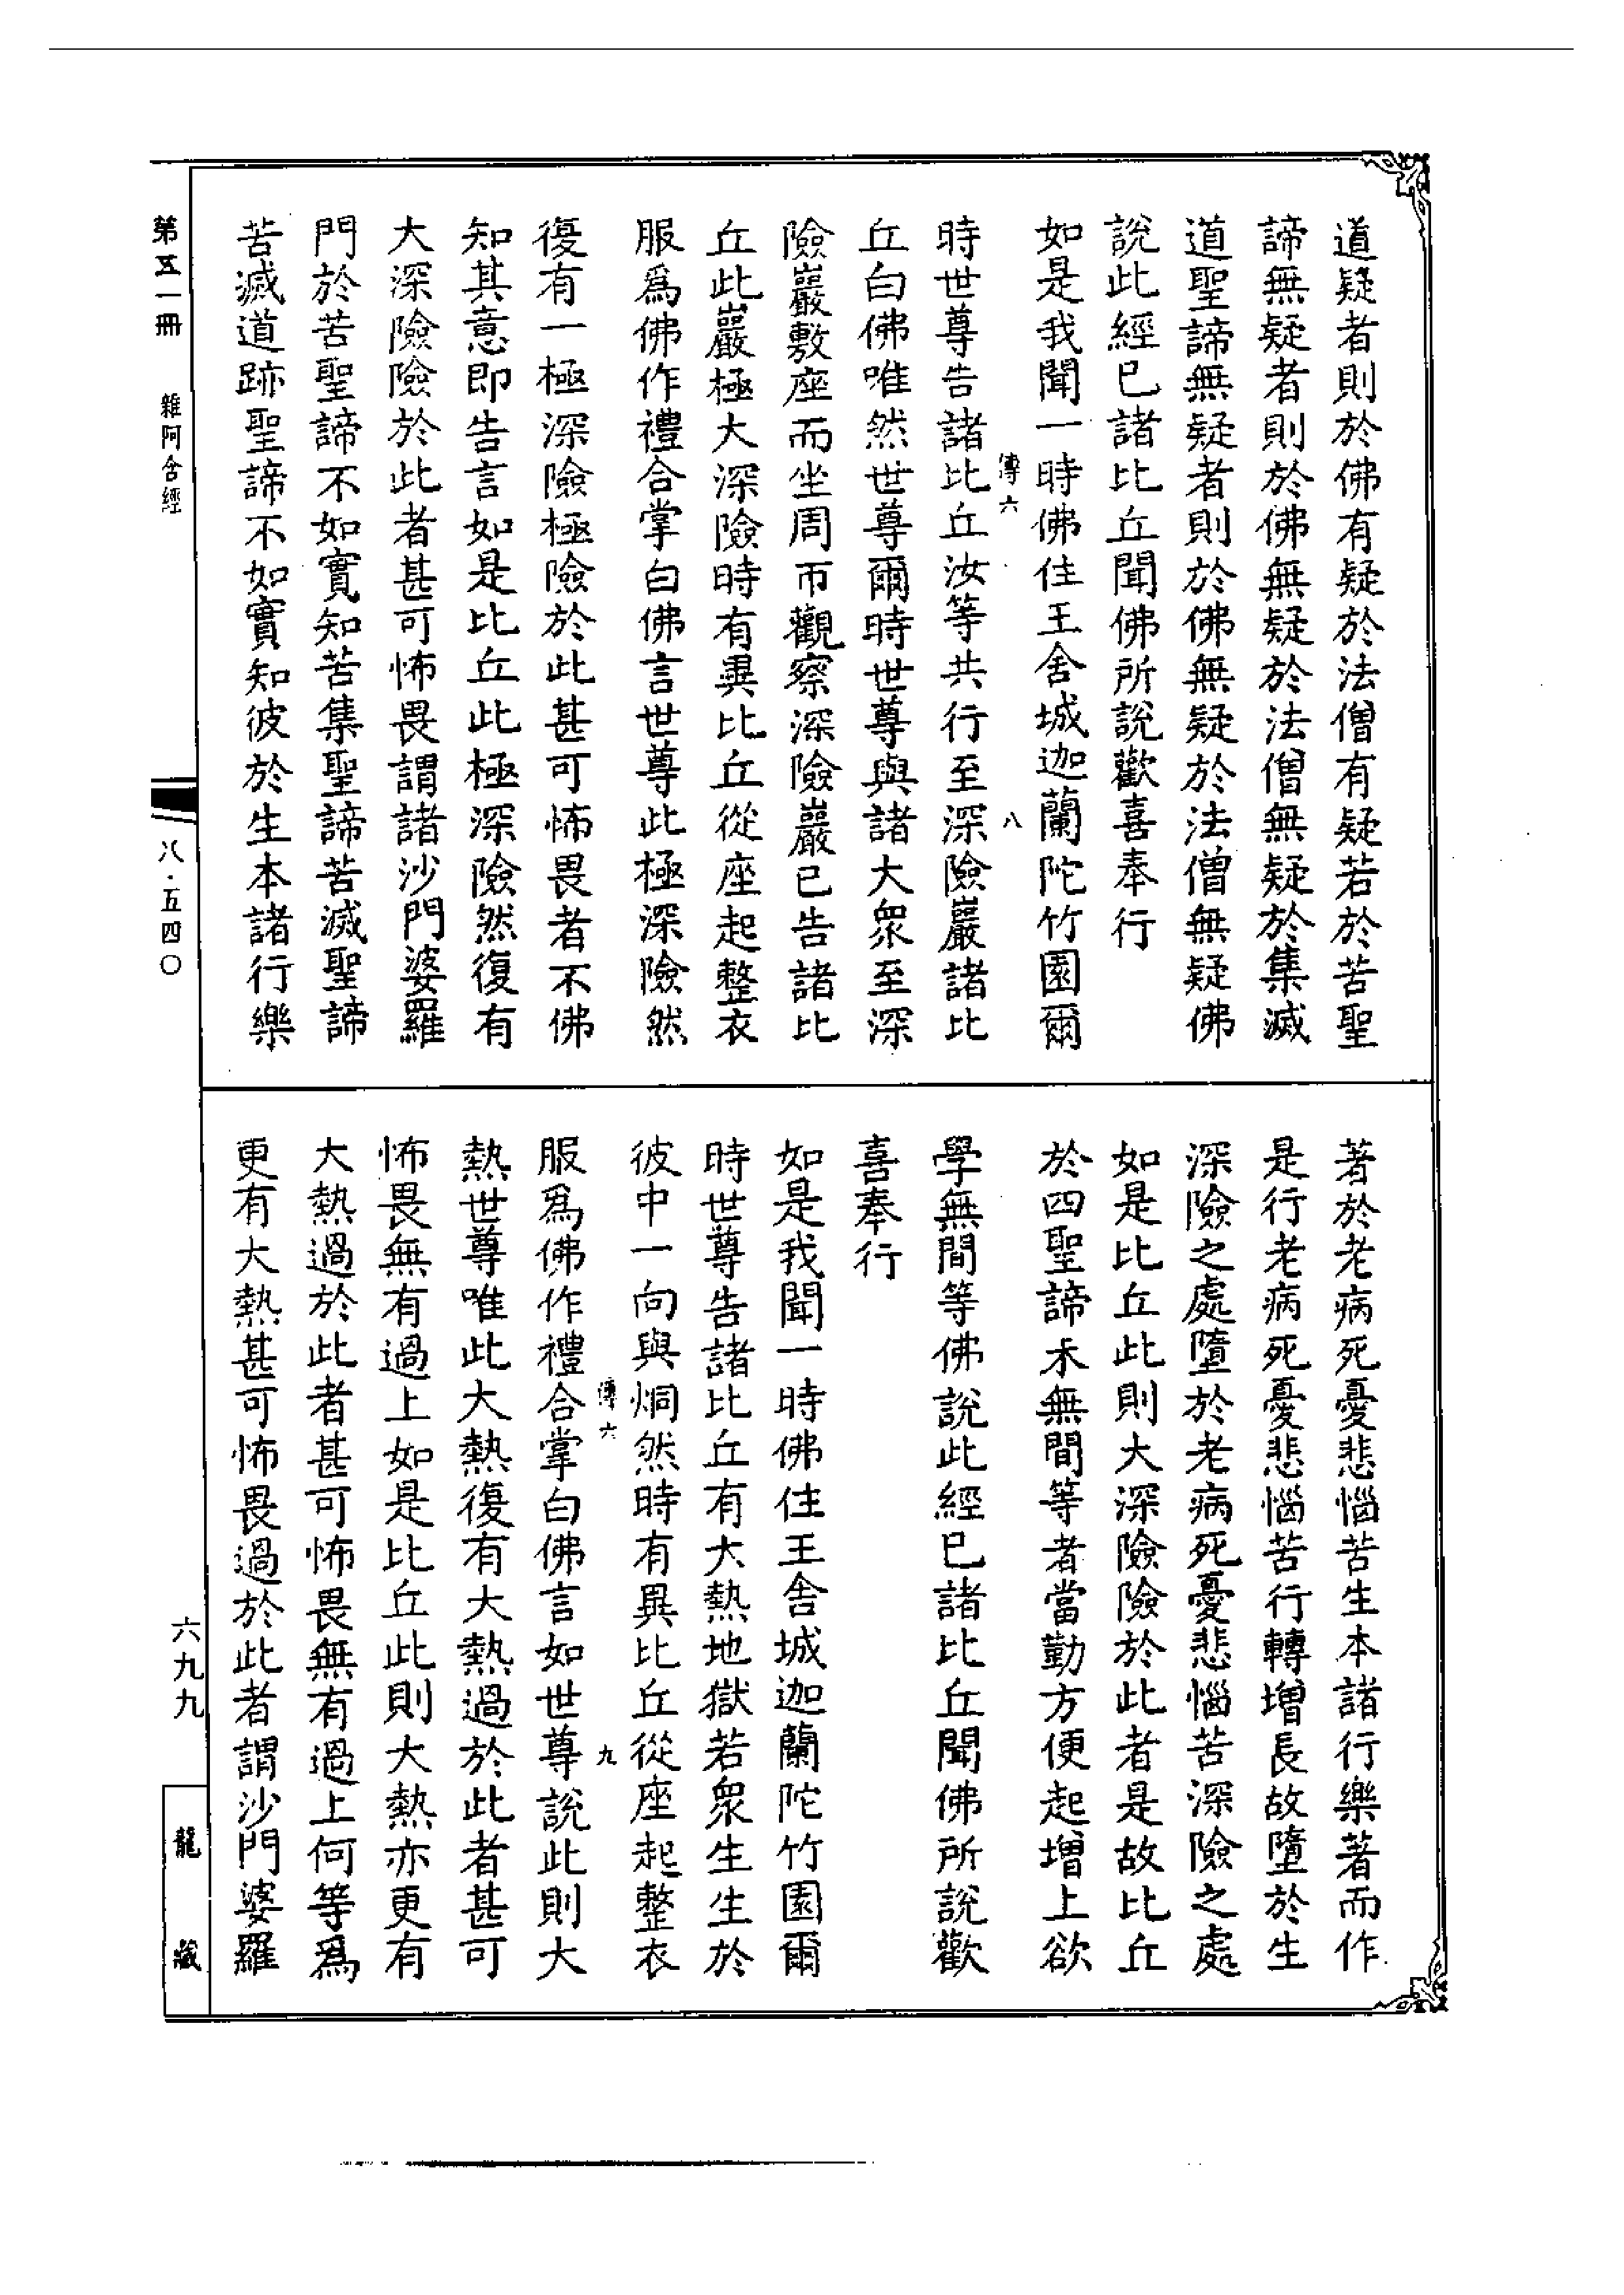 道疑者則於佛有疑於法僧有疑若於苦聖
諦無疑者則於佛無疑於法僧無疑於集滅
道聖諦無疑者則於佛無疑於法僧無疑佛
說此經已諸比丘聞佛所說歡喜奉行
如是我聞一時佛住王舍城迦蘭陀竹園爾
傳六 八
時世尊告諸比丘汝等共行至深險巖諸比
丘白佛唯然世尊爾時世尊與諸大衆至深
險巖敷座而坐周帀觀察深險巖已告諸比
丘此巖極大深險時有異比丘從座起整衣
服爲佛作禮合掌白佛言世尊此極深險然
復有一極深險極險於此甚可怖畏者不佛
知其意即告言如是比丘此極深險然復有
大深險險於此者甚可怖畏謂諸沙門婆羅
門於苦聖諦不如實知苦集聖諦苦滅聖諦
苦滅道跡聖諦不如實知彼於生本諸行樂
著於老病死憂悲惱苦生本諸行樂著而作
是行老病死憂悲惱苦行轉增長故墮於生
深險之處墮於老病死憂悲惱苦深險之處
如是比丘此則大深險險於此者是故比丘
於四聖諦未無間等者當勤方便起增上欲
學無間等佛說此經已諸比丘聞佛所說歡
喜奉行
如是我聞一時佛住王舍城迦蘭陀竹園爾
時世尊告諸比丘有大熱地獄若衆生生於
彼中一向與烔然時有異比丘從座起整衣
傳六 九
服爲佛作禮合掌白佛言如世尊說此則大
熱世尊唯此大熱復有大熱過於此者甚可
怖畏無有過上如是比丘此則大熱亦更有
大熱過於此者甚可怖畏無有過上何等爲
更有大熱甚可怖畏過於此者謂沙門婆羅
第五一冊 雜阿含經
八·五四〇
六九九
龍藏